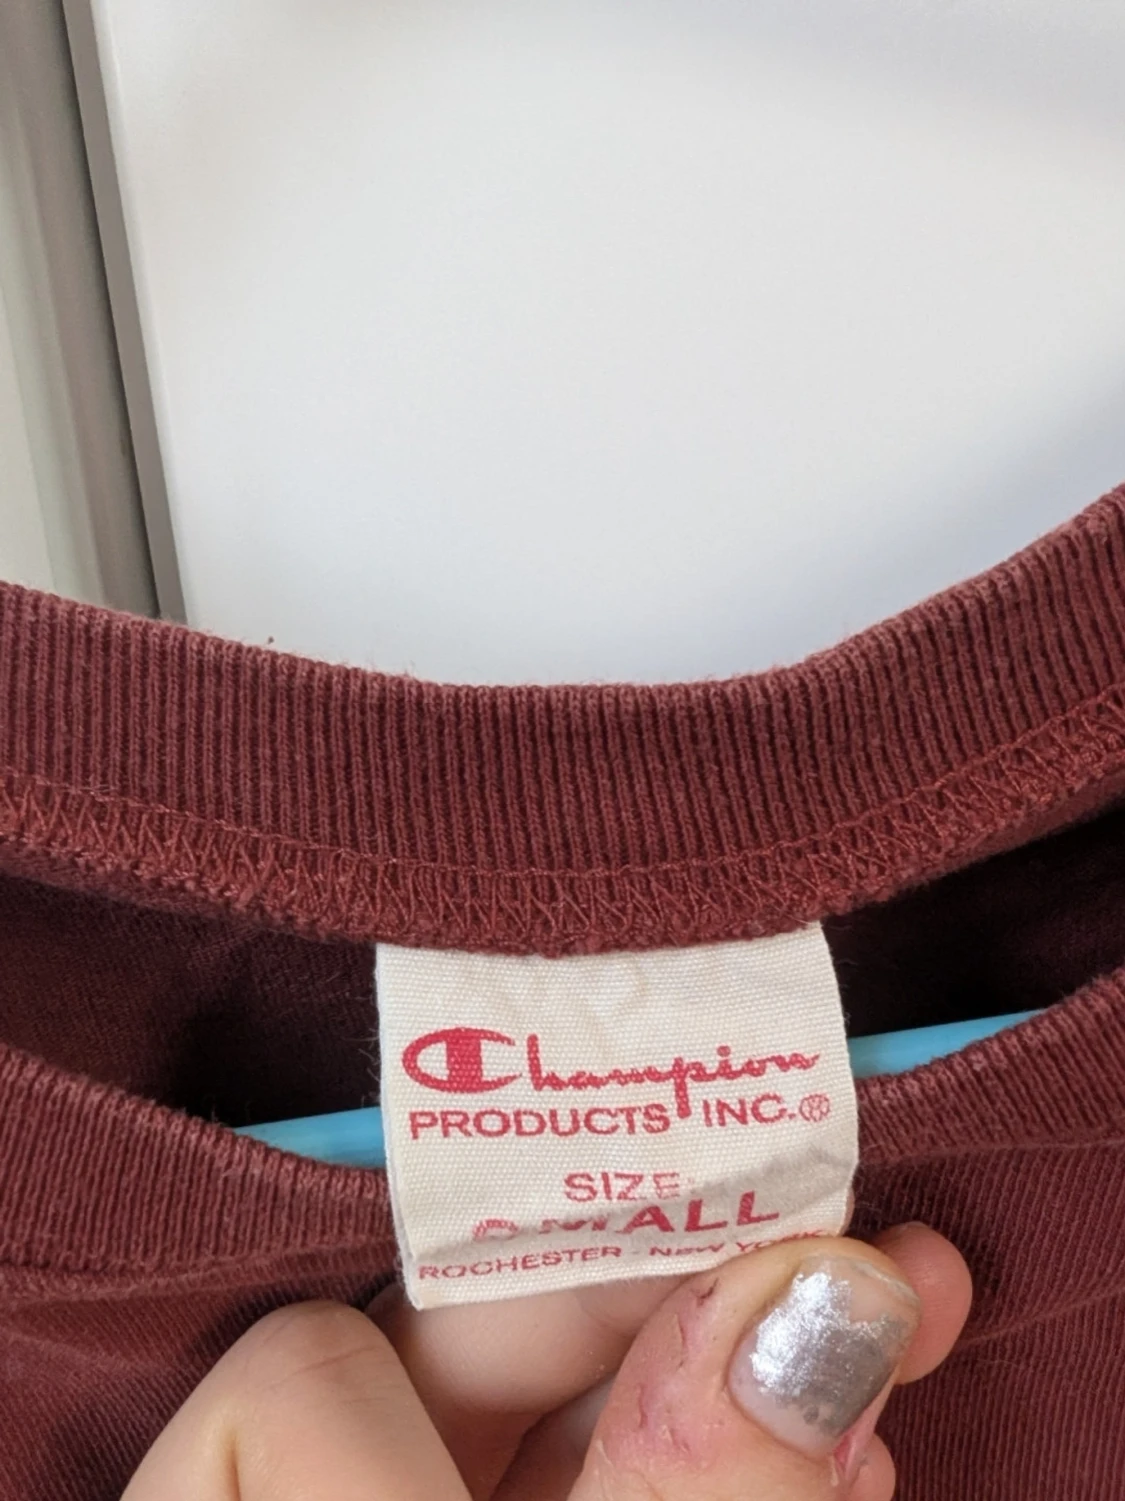 Champion
PRODUCTS INC.®
SIZE:
SMALL
ROCHESTER - NEW YORK